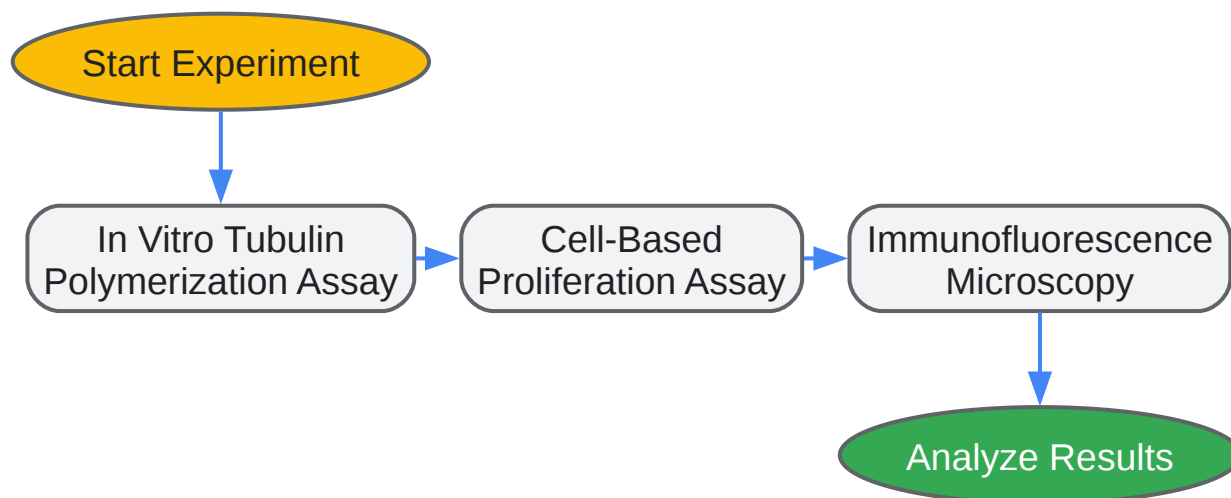 Start Experiment
In Vitro Tubulin
Polymerization Assay
Cell-Based
Proliferation Assay
Immunofluorescence
Microscopy
Analyze Results